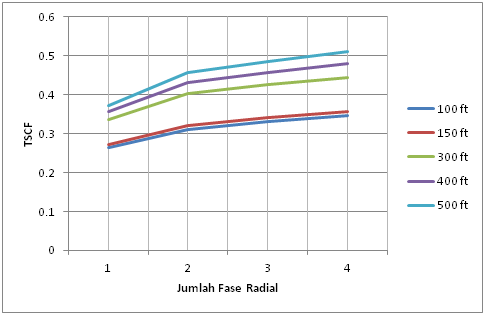 0.6
0.5
0.4
0.3
0.2
0.1
0
TSCF
1 2 3 4
Jumlah Fase Radial
100 ft
150 ft
300 ft
400 ft
500 ft